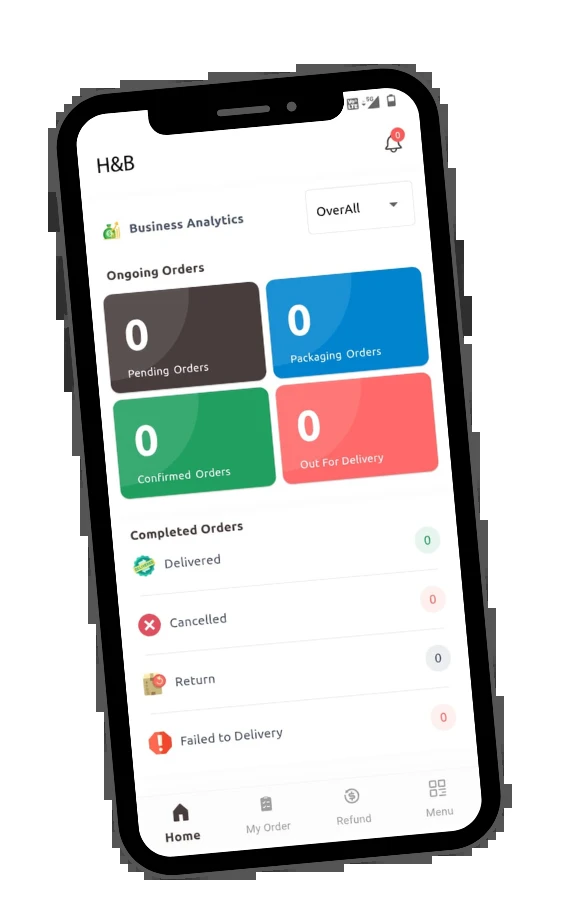 5G
0
H&B
Business Analytics
OverAll
Ongoing Orders
0
Pending Orders
0
Packaging Orders
0
Confirmed Orders
0
Out For Delivery
Completed Orders
Delivered
0
Cancelled
0
Return
0
Failed to Delivery
0
Home
My Order
Refund
Menu